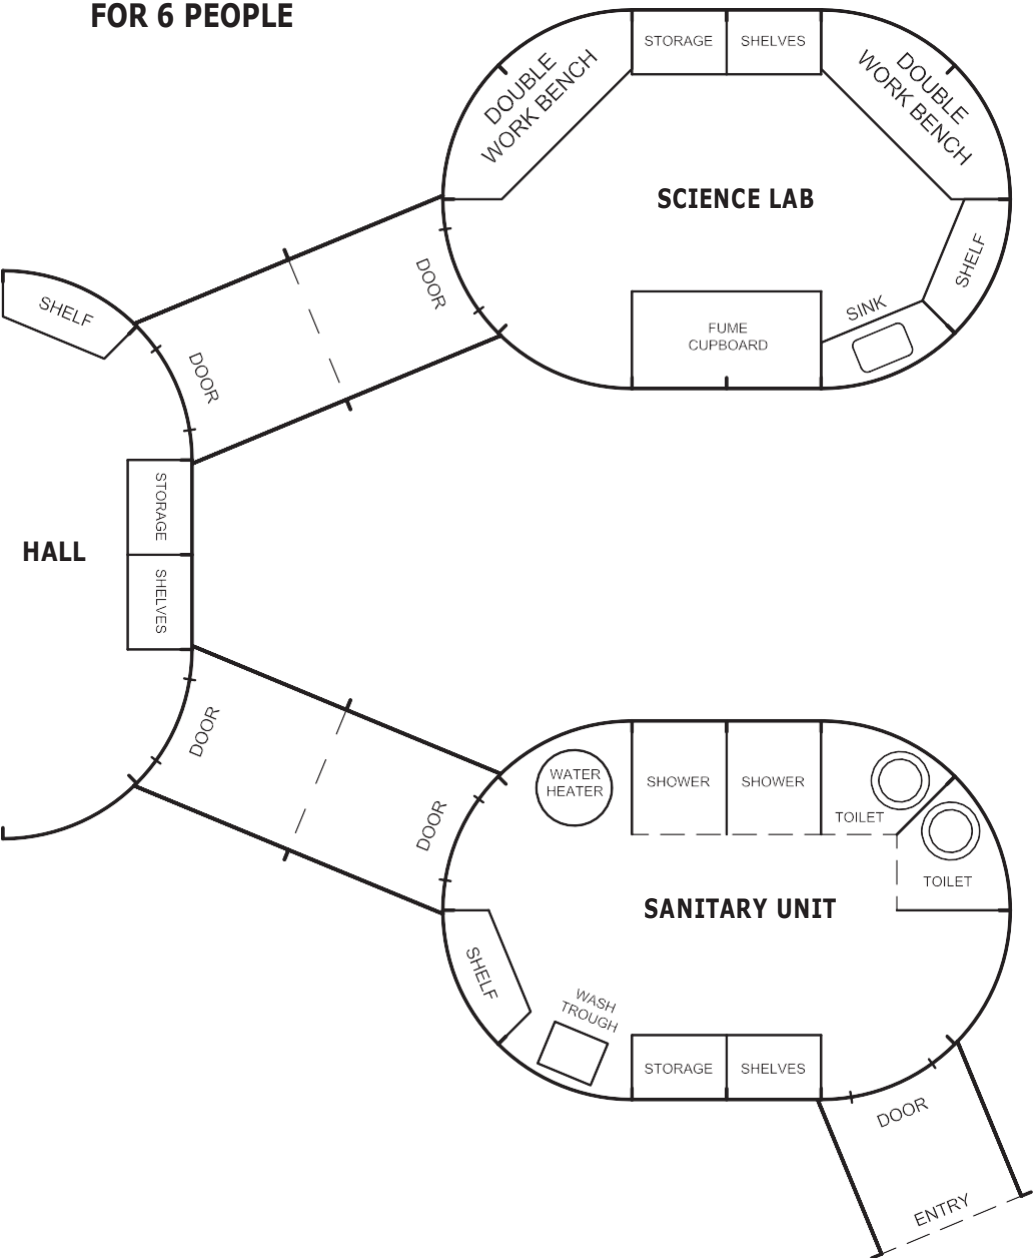 FOR 6 PEOPLE
STORAGE
SHELVES
DOUBLE
WORK BENCH
DOUBLE
WORK BENCH
SCIENCE LAB
SHELF
SINK
FUME
CUPBOARD
DOOR
SHELF
DOOR
STORAGE
HALL
SHELVES
DOOR
DOOR
WATER
HEATER
SHOWER
SHOWER
TOILET
TOILET
SANITARY UNIT
SHELF
WASH
TROUGH
STORAGE
SHELVES
DOOR
ENTRY